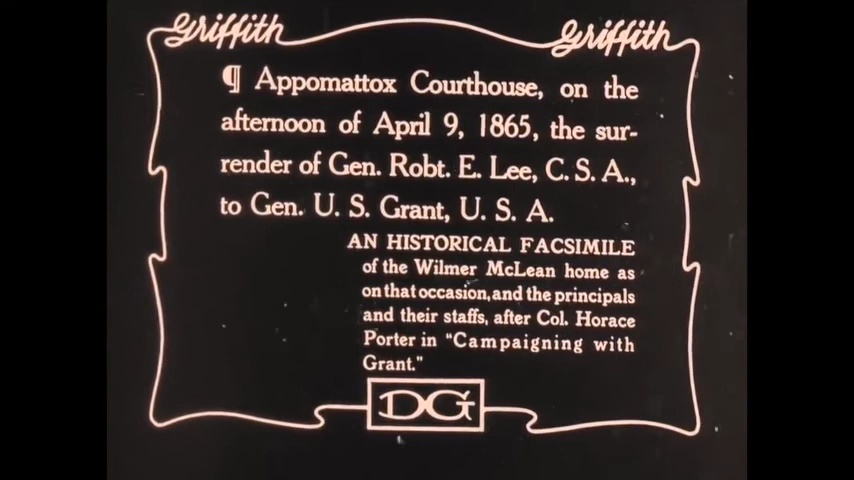 Griffith Griffith
¶ Appomattox Courthouse, on the
afternoon of April 9, 1865, the sur-
render of Gen. Robt. E. Lee, C. S. A.,
to Gen. U. S. Grant, U. S. A.
AN HISTORICAL FACSIMILE
of the Wilmer McLean home as
on that occasion, and the principals
and their staffs, after Col. Horace
Porter in "Campaigning with
Grant."
DG